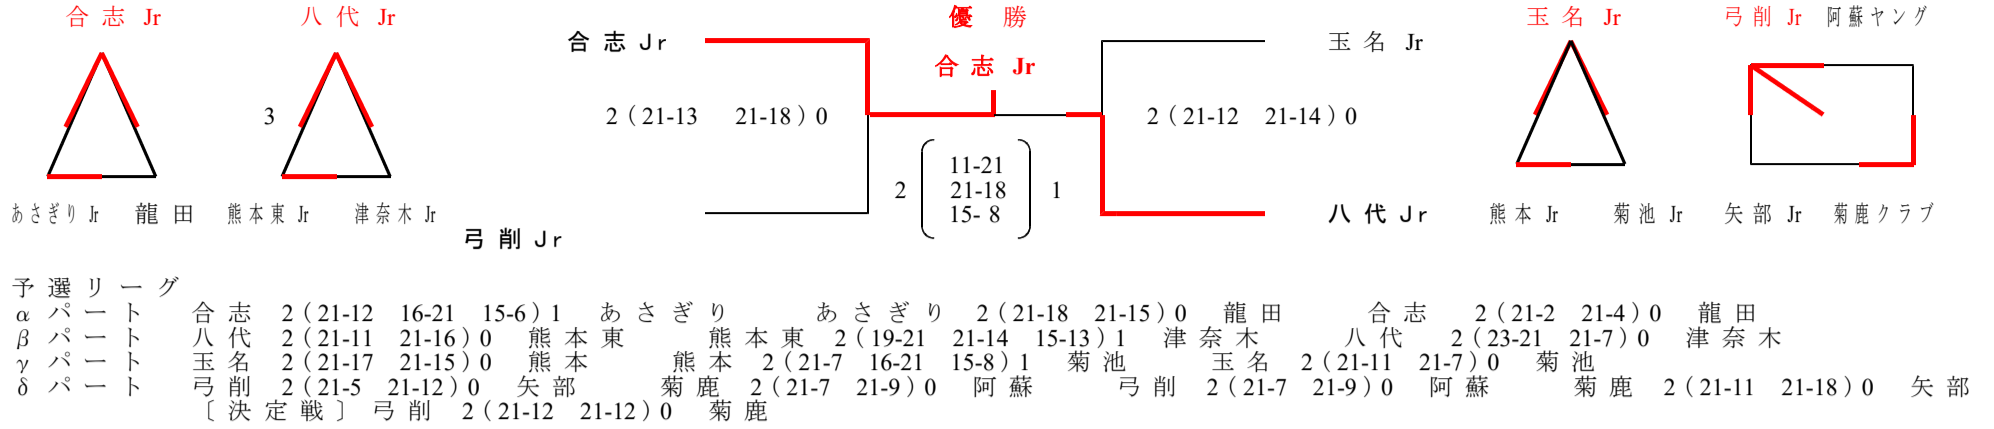 合志 Jr　八代 Jr　優　勝　玉名 Jr　弓削 Jr　阿蘇ヤング
合志Jr　玉名 Jr
合志 Jr
3　2（21-13　21-18）0　2（21-12　21-14）0
11-21
2　21-18　1
15- 8
あさぎり Jr　龍田　熊本東 Jr　津奈木 Jr　八代Jr　熊本 Jr　菊池 Jr　矢部 Jr　菊鹿クラブ
弓削Jr
予選リーグ
αパート　合志　2（21-12　16-21　15-6）1　あさぎり　あさぎり　2（21-18　21-15）0　龍田　合志　2（21-2　21-4）0　龍田
βパート　八代　2（21-11　21-16）0　熊本東　熊本東　2（19-21　21-14　15-13）1　津奈木　八代　2（23-21　21-7）0　津奈木
γパート　玉名　2（21-17　21-15）0　熊本　熊本　2（21-7　16-21　15-8）1　菊池　玉名　2（21-11　21-7）0　菊池
δパート　弓削　2（21-5　21-12）0　矢部　菊鹿　2（21-7　21-9）0　阿蘇　弓削　2（21-7　21-9）0　阿蘇　菊鹿　2（21-11　21-18）0　矢部
〔決定戦〕弓削　2（21-12　21-12）0　菊鹿